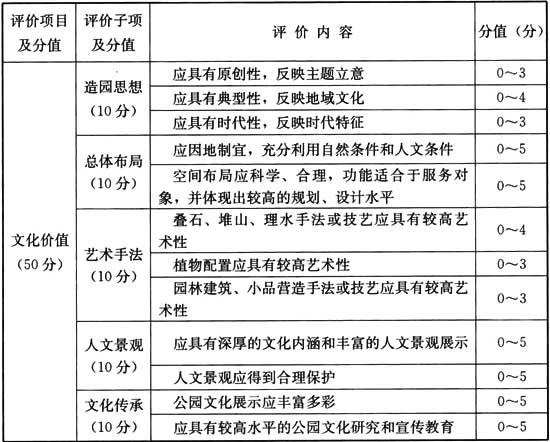 评价项目及分值 评价子项及分值 评价内容 分值（分）
文化价值（50分）
造园思想（10分）
应具有原创性，反映主题立意 0～3
应具有典型性，反映地域文化 0～4
应具有时代性，反映时代特征 0～3
总体布局（10分）
应因地制宜，充分利用自然条件和人文条件 0～5
空间布局应科学、合理，功能适合于服务对
象，并体现出较高的规划、设计水平 0～5
艺术手法（10分）
叠石、堆山、理水手法或技艺应具有较高艺
术性 0～4
植物配置应具有较高艺术性 0～3
园林建筑、小品营造手法或技艺应具有较高艺
术性 0～3
人文景观（10分）
应具有深厚的文化内涵和丰富的人文景观展示 0～5
人文景观应得到合理保护 0～5
文化传承（10分）
公园文化展示应丰富多彩 0～5
应具有较高水平的公园文化研究和宣传教育 0～5